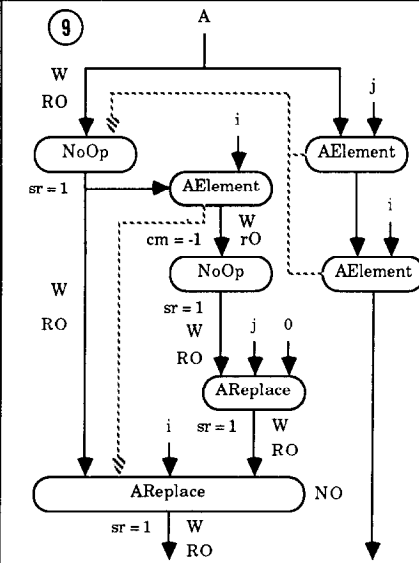 9
A
W
RO
j
NoOp
i
AElement
sr = 1
AElement
i
W
cm = -1
rO
NoOp
AElement
W
sr = 1
RO
W
j
0
RO
AReplace
sr = 1
W
i
RO
AReplace
NO
sr = 1
W
RO